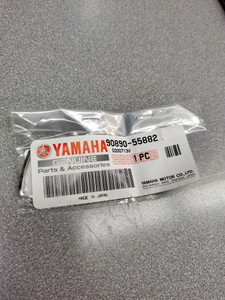 YAMAHA
GENUINE
Parts & Accessories
90890-55882
1 PC
YAMAHA MOTOR CO., LTD.
MADE IN JAPAN